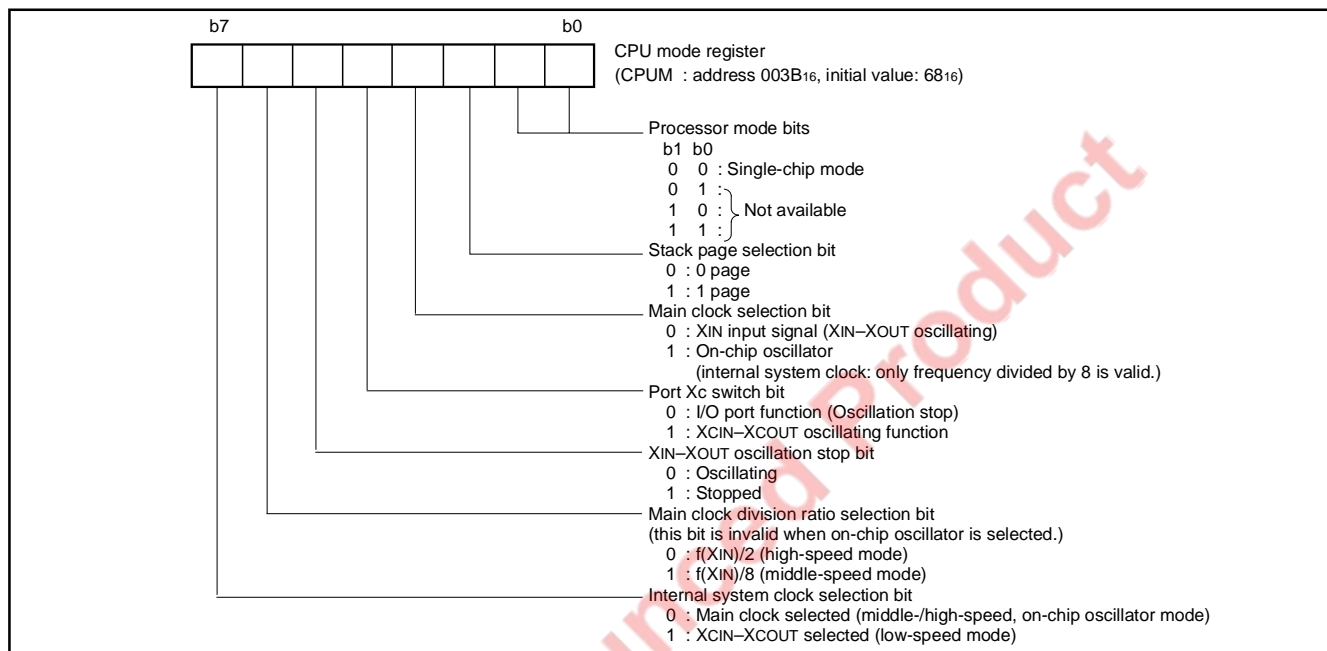 b7 b0
CPU mode register
(CPUM : address 003B16, initial value: 6816)
Processor mode bits
b1 b0
0 0 : Single-chip mode
0 1 :
1 0 : Not available
1 1 :
Stack page selection bit
0 : 0 page
1 : 1 page
Main clock selection bit
0 : XIN input signal (XIN–XOUT oscillating)
1 : On-chip oscillator
(internal system clock: only frequency divided by 8 is valid.)
Port Xc switch bit
0 : I/O port function (Oscillation stop)
1 : XCIN–XCOUT oscillating function
XIN–XOUT oscillation stop bit
0 : Oscillating
1 : Stopped
Main clock division ratio selection bit
(this bit is invalid when on-chip oscillator is selected.)
0 : f(XIN)/2 (high-speed mode)
1 : f(XIN)/8 (middle-speed mode)
Internal system clock selection bit
0 : Main clock selected (middle-/high-speed, on-chip oscillator mode)
1 : XCIN–XCOUT selected (low-speed mode)
unced Product